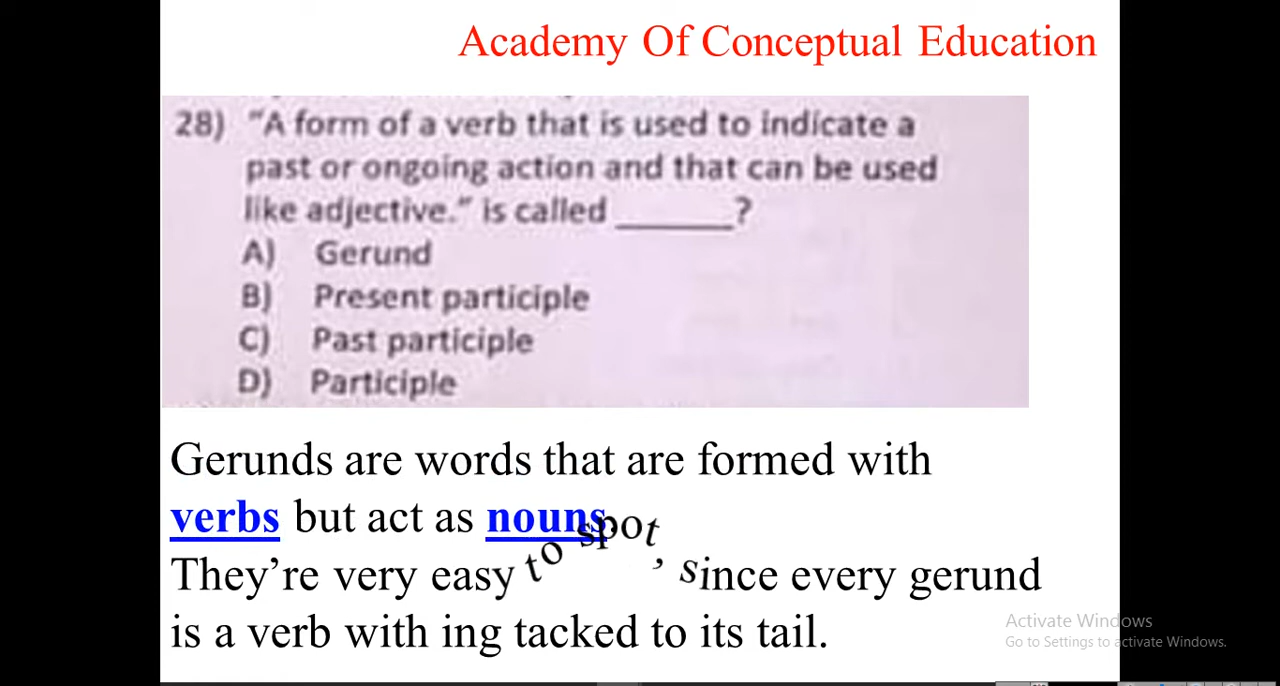 Academy Of Conceptual Education
28) "A form of a verb that is used to indicate a
past or ongoing action and that can be used
like adjective." is called ______?
A) Gerund
B) Present participle
C) Past participle
D) Participle
Gerunds are words that are formed with
verbs but act as nouns.
They're very easy to spot, since every gerund
is a verb with ing tacked to its tail.
Activate Windows
Go to Settings to activate Windows.